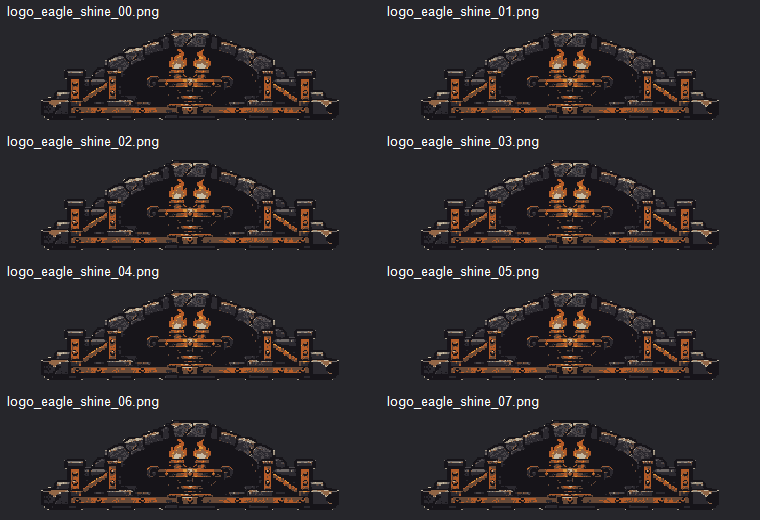 logo_eagle_shine_00.png
logo_eagle_shine_01.png
logo_eagle_shine_02.png
logo_eagle_shine_03.png
logo_eagle_shine_04.png
logo_eagle_shine_05.png
logo_eagle_shine_06.png
logo_eagle_shine_07.png